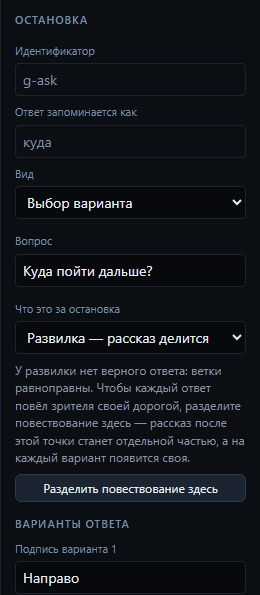 ОСТАНОВКА
Идентификатор
g-ask
Ответ запоминается как
куда
Вид
Выбор варианта
Вопрос
Куда пойти дальше?
Что это за остановка
Развилка — рассказ делится
У развилки нет верного ответа: ветки
равноправны. Чтобы каждый ответ
повёл зрителя своей дорогой, разделите
повествование здесь — рассказ после
этой точки станет отдельной частью, а на
каждый вариант появится своя.
Разделить повествование здесь
ВАРИАНТЫ ОТВЕТА
Подпись варианта 1
Направо